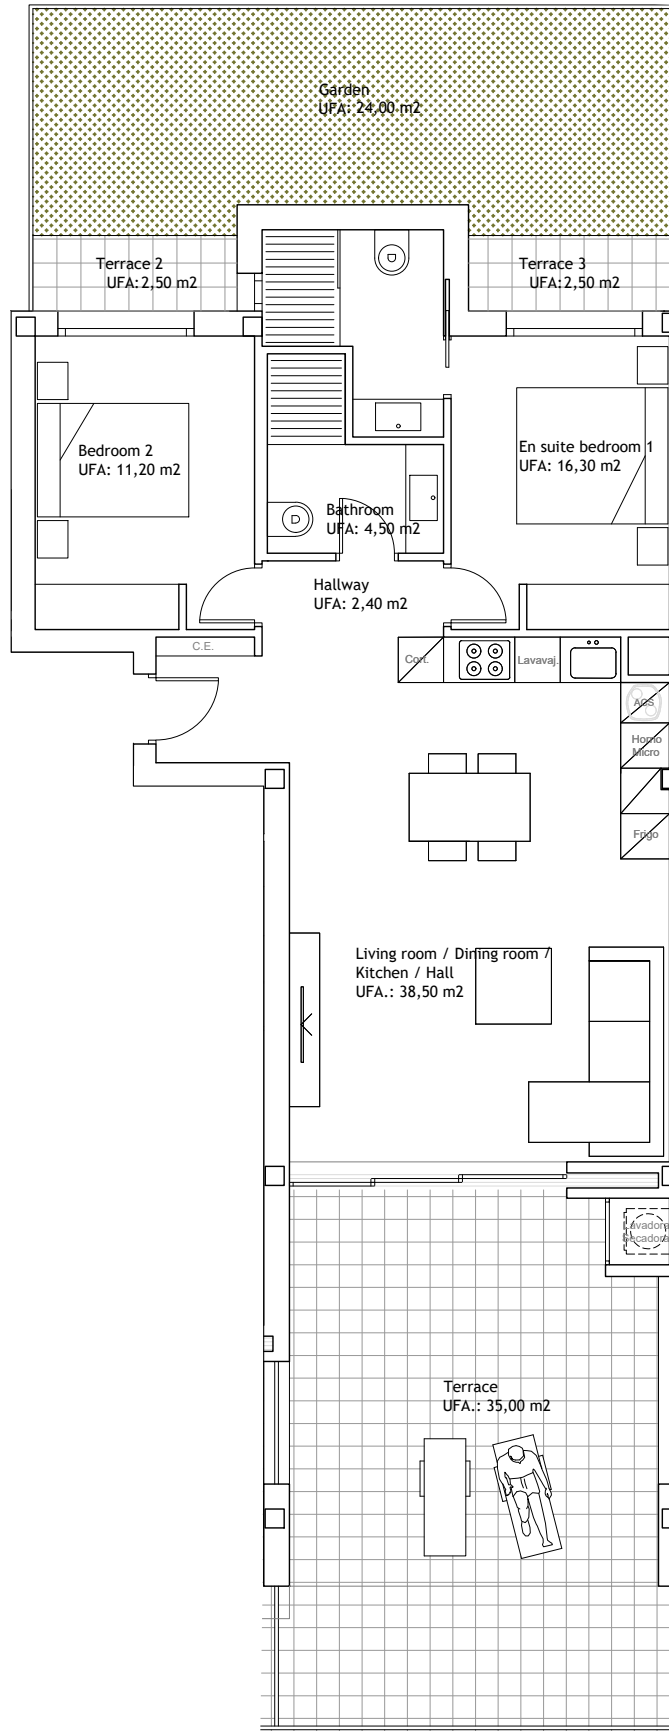 Garden
UFA: 24,00 m2
Terrace 2
UFA:2,50 m2
Terrace 3
UFA:2,50 m2
Bedroom 2
UFA: 11,20 m2
En suite bedroom 1
UFA: 16,30 m2
Bathroom
UFA: 4,50 m2
Hallway
UFA: 2,40 m2
C.E.
Cort.
Lavavaj.
ACS
Horno
Micro
Frigo
Living room / Dining room /
Kitchen / Hall
UFA.: 38,50 m2
Lavadora
Secadora
Terrace
UFA.: 35,00 m2